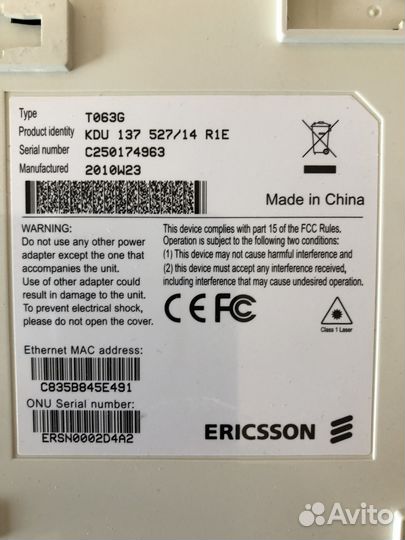 Type T063G
Product identity KDU 137 527/14 R1E
Serial number C250174963
Manufactured 2010W23
Made in China
WARNING:
Do not use any other power
adapter except the one that
accompanies the unit.
Use of other adapter could
result in damage to the unit.
To prevent electrical shock,
please do not open the cover.
This device complies with part 15 of the FCC Rules.
Operation is subject to the following two conditions:
(1) This device may not cause harmful interference and
(2) this device must accept any interference received,
including interference that may cause undesired operation.
CE FC
Class 1 Laser
Ethernet MAC address:
C835B845E491
ONU Serial number:
ERSN0002D4A2
ERICSSON
Avito